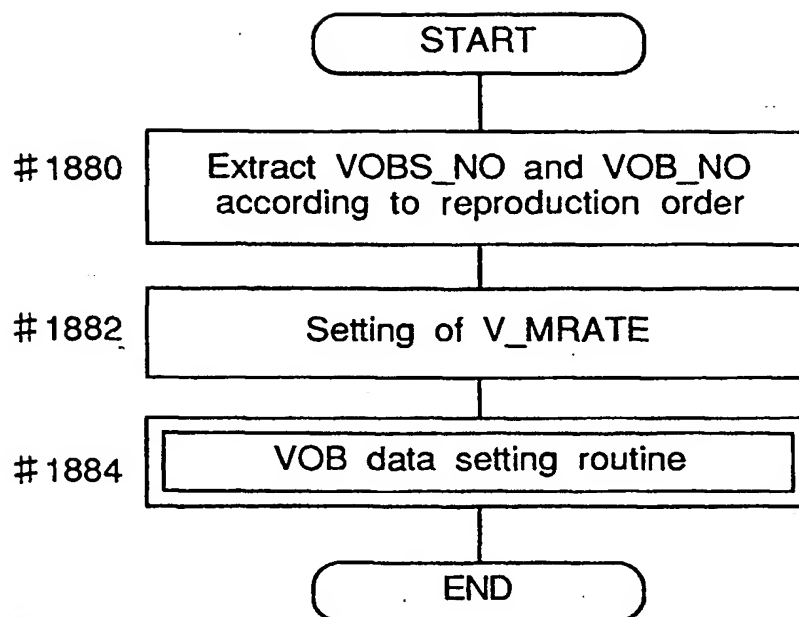 START
#1880
Extract VOBS_NO and VOB_NO
according to reproduction order
#1882
Setting of V_MRATE
#1884
VOB data setting routine
END